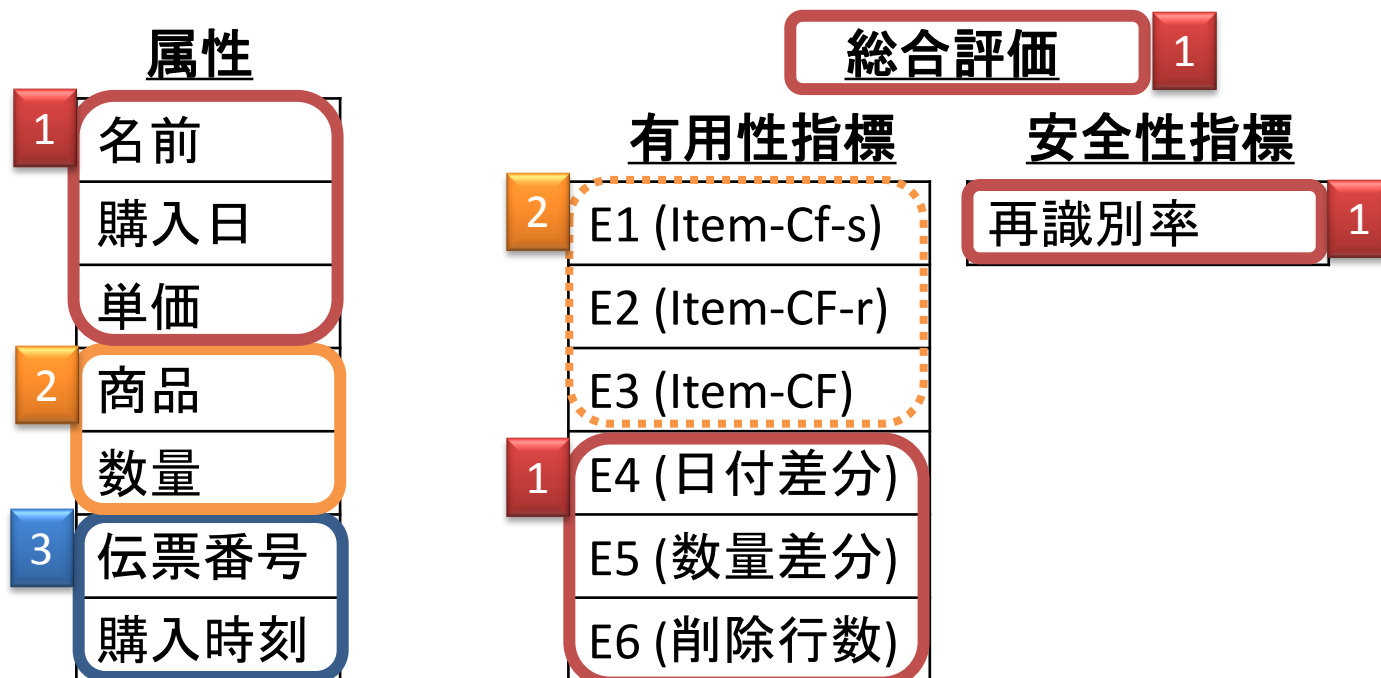 属性
1
名前
購入日
単価
2
商品
数量
3
伝票番号
購入時刻
総合評価
1
有用性指標
2
E1 (Item-Cf-s)
E2 (Item-CF-r)
E3 (Item-CF)
1
E4 (日付差分)
E5 (数量差分)
E6 (削除行数)
安全性指標
再識別率
1